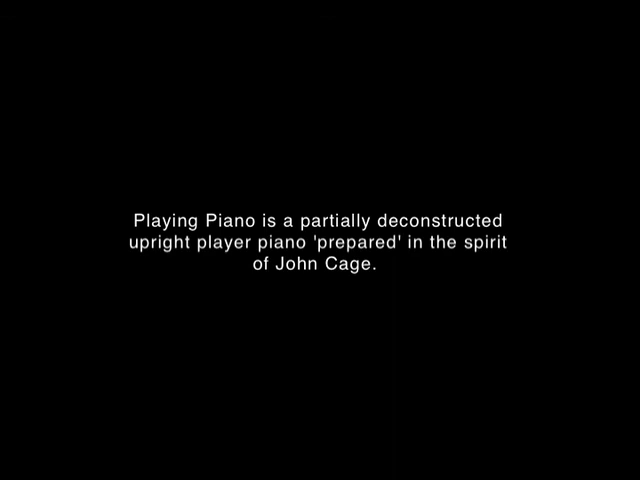 Playing Piano is a partially deconstructed
upright player piano 'prepared' in the spirit
of John Cage.